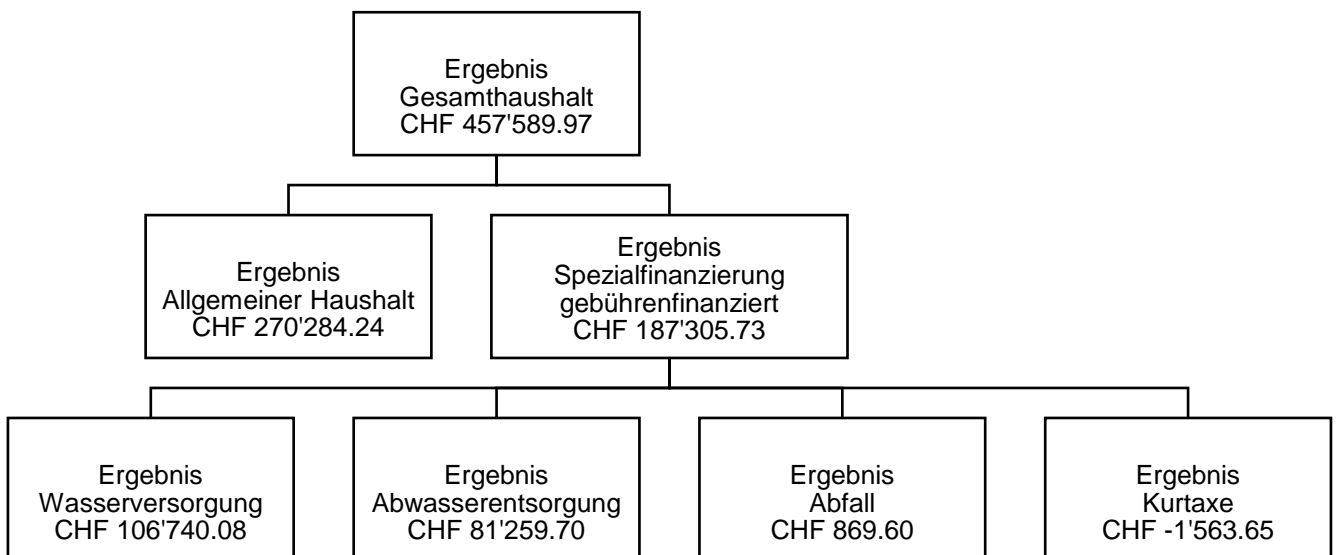 Ergebnis
Gesamthaushalt
CHF 457'589.97
Ergebnis
Allgemeiner Haushalt
CHF 270'284.24
Ergebnis
Spezialfinanzierung
gebührenfinanziert
CHF 187'305.73
Ergebnis
Wasserversorgung
CHF 106'740.08
Ergebnis
Abwasserentsorgung
CHF 81'259.70
Ergebnis
Abfall
CHF 869.60
Ergebnis
Kurtaxe
CHF -1'563.65